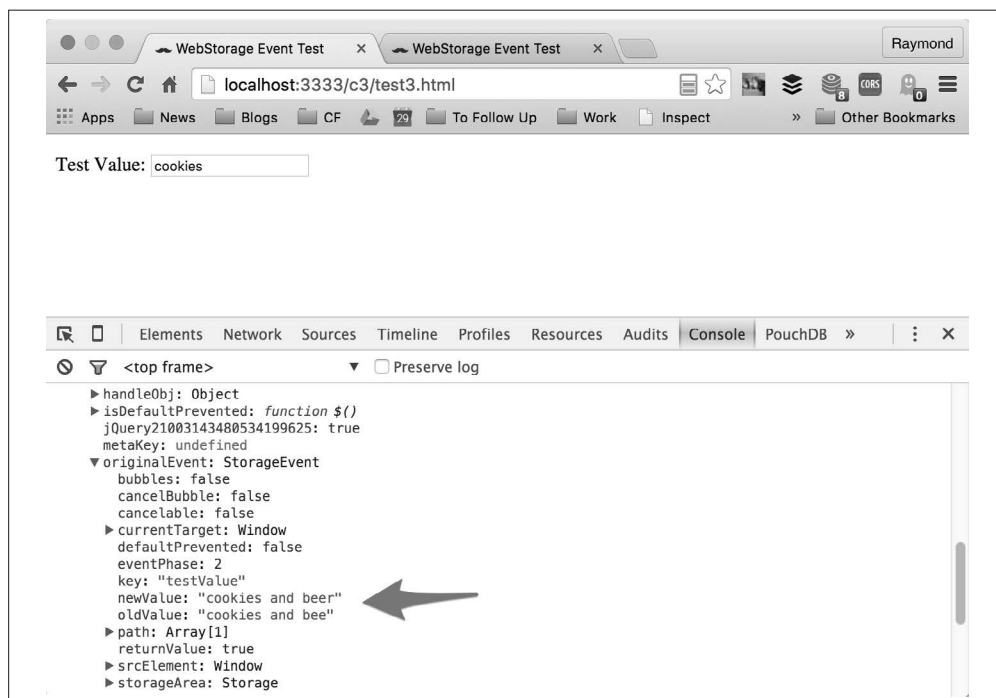 WebStorage Event Test × WebStorage Event Test × Raymond
localhost:3333/c3/test3.html 8 CORS 0
Apps News Blogs CF 29 To Follow Up Work Inspect » Other Bookmarks
Test Value: cookies
Elements Network Sources Timeline Profiles Resources Audits Console PouchDB »
<top frame> Preserve log
handleObj: Object
isDefaultPrevented: function $()
jQuery21003143480534199625: true
metaKey: undefined
originalEvent: StorageEvent
bubbles: false
cancelBubble: false
cancelable: false
currentTarget: Window
defaultPrevented: false
eventPhase: 2
key: "testValue"
newValue: "cookies and beer"
oldValue: "cookies and bee"
path: Array[1]
returnValue: true
srcElement: Window
storageArea: Storage